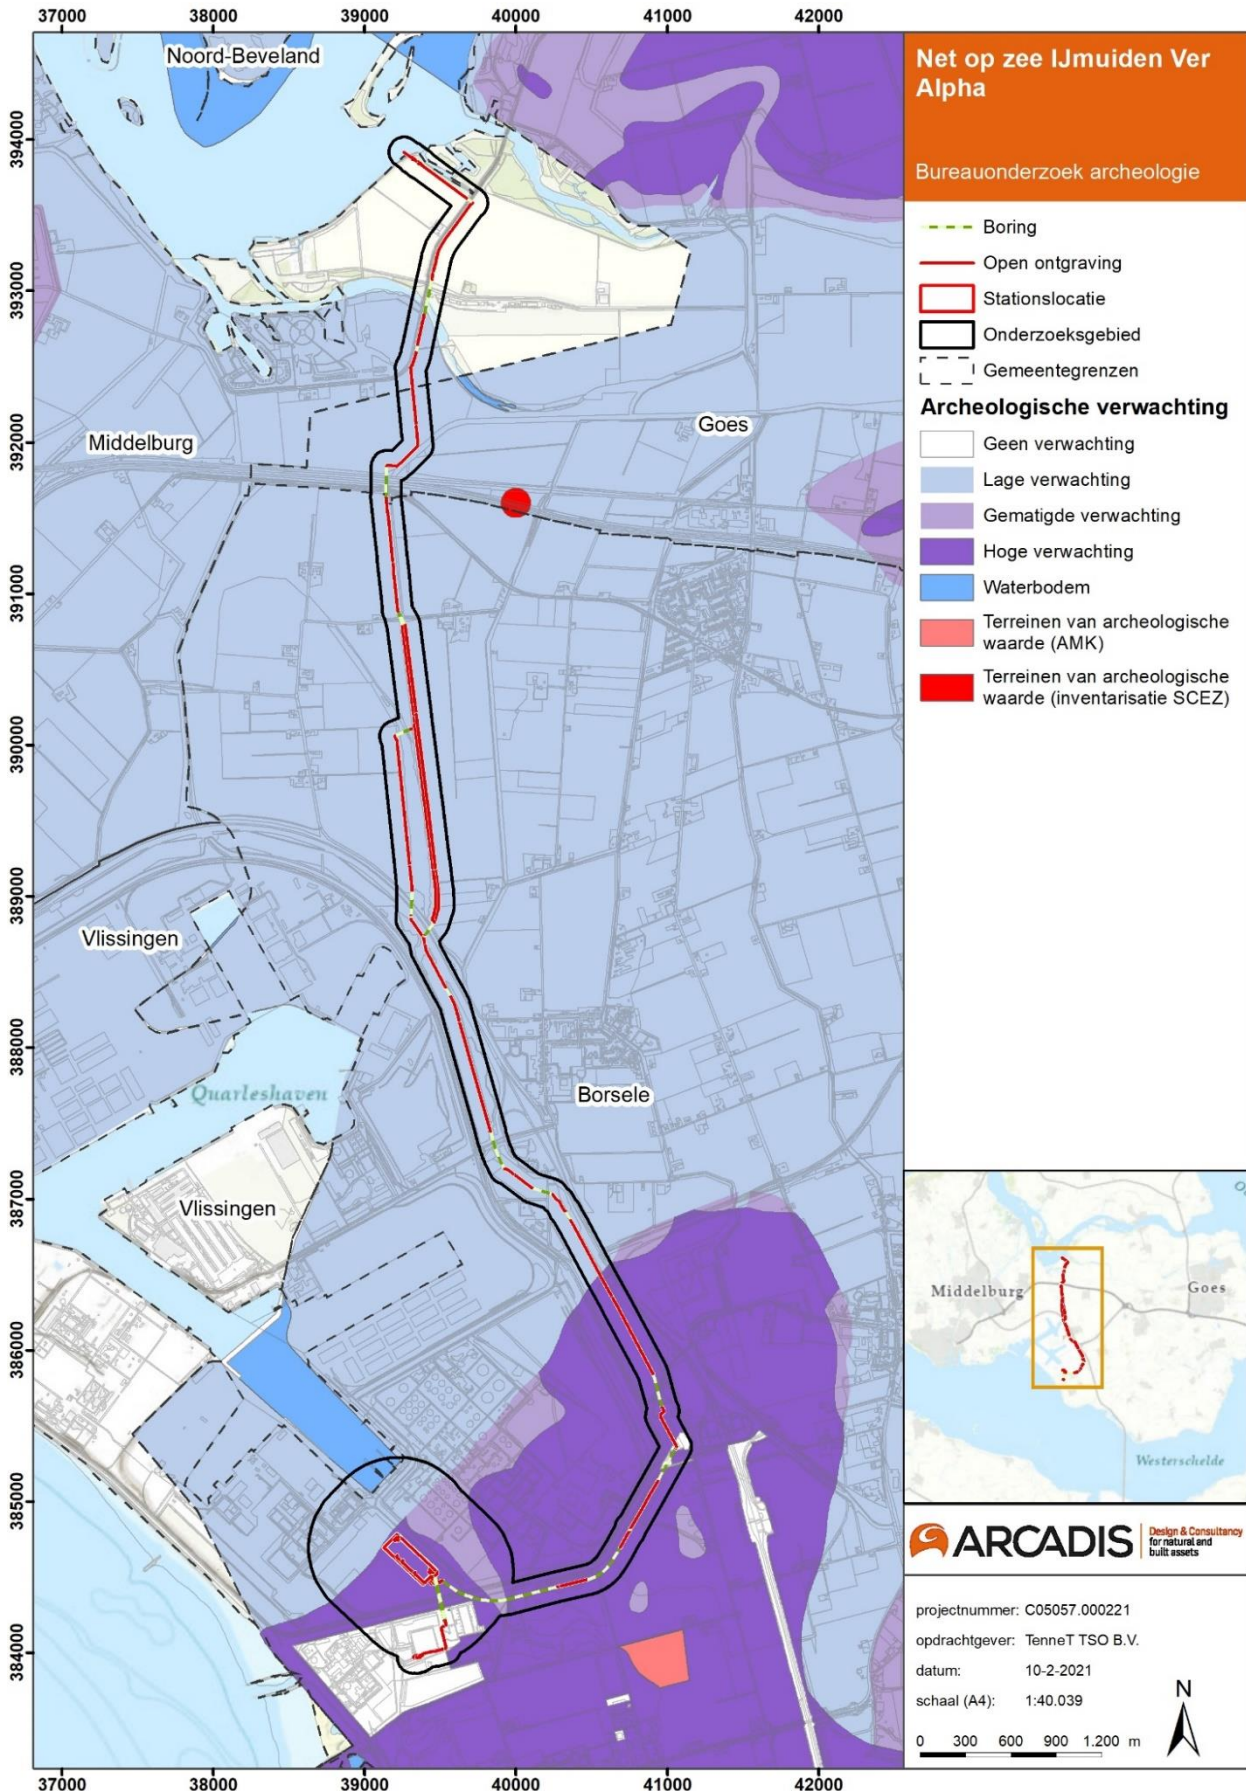 37000 38000 39000 40000 41000 42000
Noord-Beveland
394000
393000
392000
391000
390000
389000
388000
387000
386000
385000
384000
Middelburg
Goes
Vlissingen
Quarleshaven
Borsele
Vlissingen
37000 38000 39000 40000 41000 42000
Net op zee IJmuiden Ver
Alpha
Bureauonderzoek archeologie
Boring
Open ontgraving
Stationslocatie
Onderzoeksgebied
Gemeentegrenzen
Archeologische verwachting
Geen verwachting
Lage verwachting
Gematigde verwachting
Hoge verwachting
Waterbodem
Terreinen van archeologische
waarde (AMK)
Terreinen van archeologische
waarde (inventarisatie SCEZ)
Middelburg
Goes
Westerschelde
ARCADIS
Design & Consultancy
for natural and
built assets
projectnummer: C05057.000221
opdrachtgever: TenneT TSO B.V.
datum: 10-2-2021
schaal (A4): 1:40.039
N
0 300 600 900 1.200 m